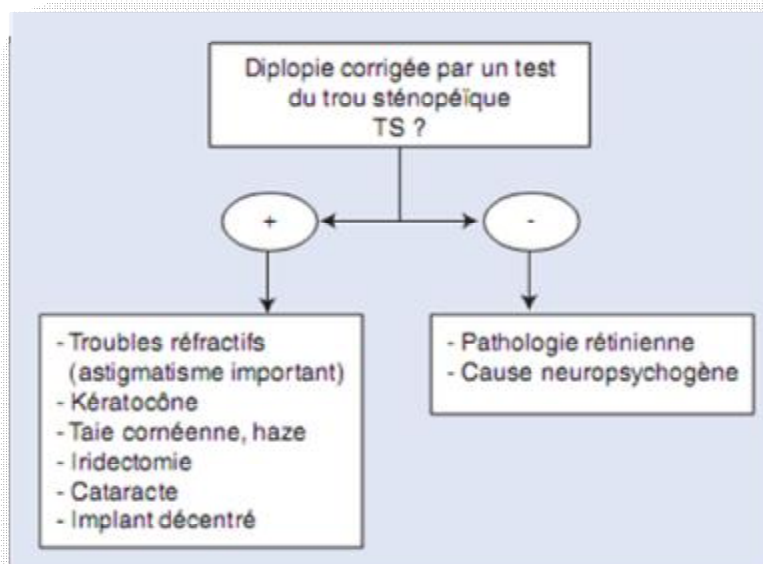 Diplopie corrigée par un test
du trou sténopéïque
TS ?
+
-
- Troubles réfractifs
(astigmatisme important)
- Kératocône
- Taie cornéenne, haze
- Iridectomie
- Cataracte
- Implant décentré
- Pathologie rétinienne
- Cause neuropsychogène